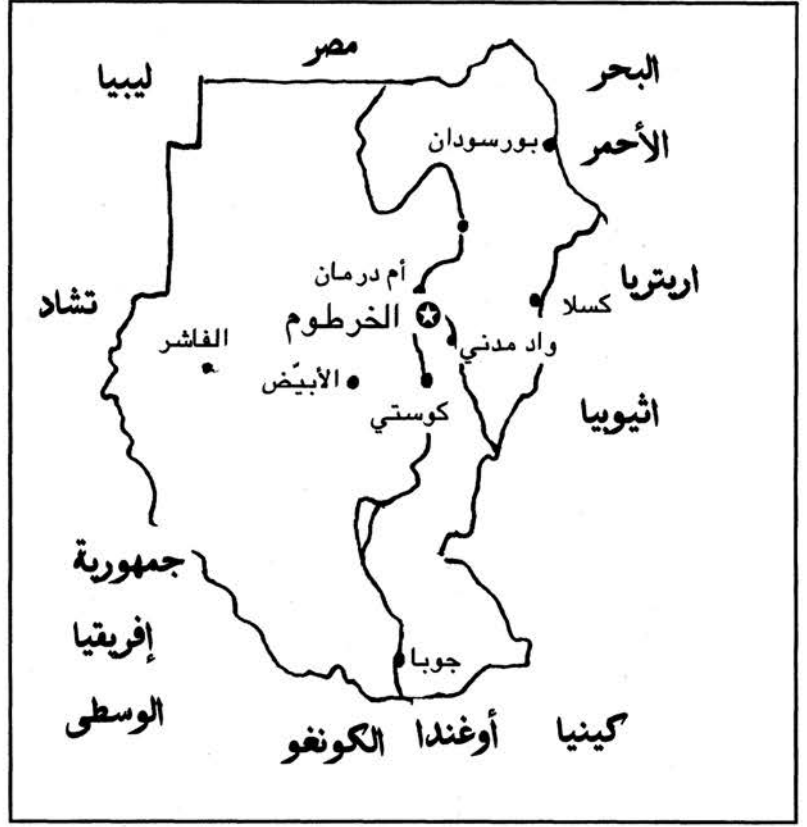 مصر
البحر
ليبيا
الأحمر
بورسودان
أم درمان
اريتريا
كسلا
تشاد
الخرطوم
الفاشر
واد مدني
الأبيّض
كوستي
اثيوبيا
جمهورية
إفريقيا
الوسطى
جوبا
كينيا
أوغندا
الكونغو